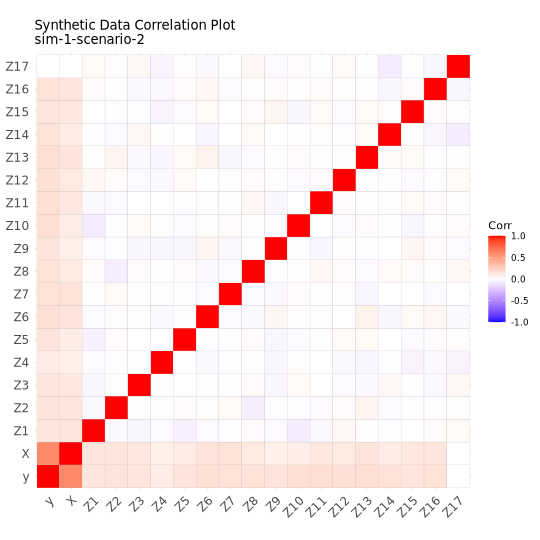 Synthetic Data Correlation Plot
sim-1-scenario-2
Z17
Z16
Z15
Z14
Z13
Z12
Z11
Z10
Z9
Z8
Z7
Z6
Z5
Z4
Z3
Z2
Z1
X
y
Corr
1.0
0.5
0.0
-0.5
-1.0
y X Z1 Z2 Z3 Z4 Z5 Z6 Z7 Z8 Z9 Z10 Z11 Z12 Z13 Z14 Z15 Z16 Z17